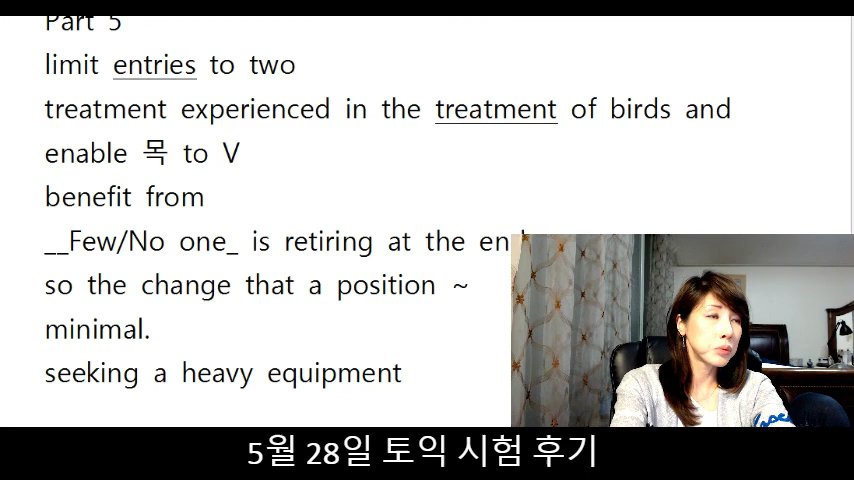 Part 5
limit entries to two
treatment experienced in the treatment of birds and
enable 목 to V
benefit from
__Few/No one_ is retiring at the
so the change that a position ~
minimal.
seeking a heavy equipment
5월 28일 토익 시험 후기